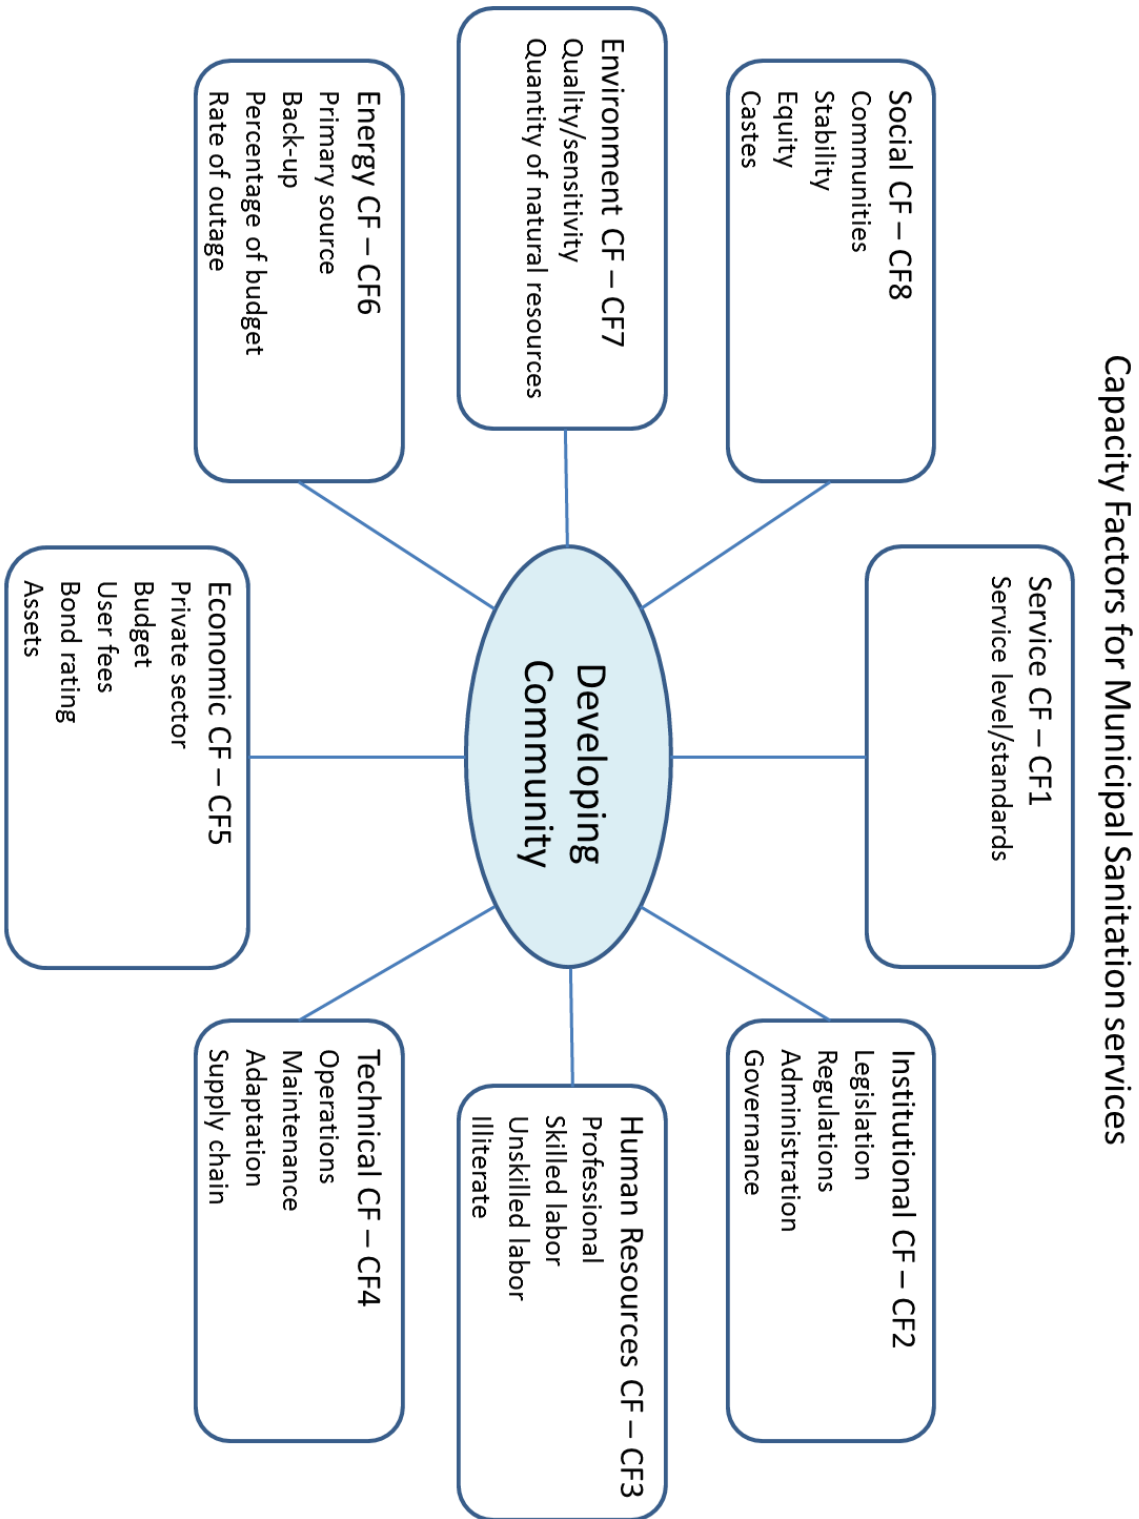 Capacity Factors for Municipal Sanitation services
Service CF – CF1
Service level/standards
Social CF – CF8
Communities
Stability
Equity
Castes
Institutional CF – CF2
Legislation
Regulations
Administration
Governance
Environment CF – CF7
Quality/sensitivity
Quantity of natural resources
Developing
Community
Human Resources CF – CF3
Professional
Skilled labor
Unskilled labor
Illiterate
Energy CF – CF6
Primary source
Back-up
Percentage of budget
Rate of outage
Technical CF – CF4
Operations
Maintenance
Adaptation
Supply chain
Economic CF – CF5
Private sector
Budget
User fees
Bond rating
Assets